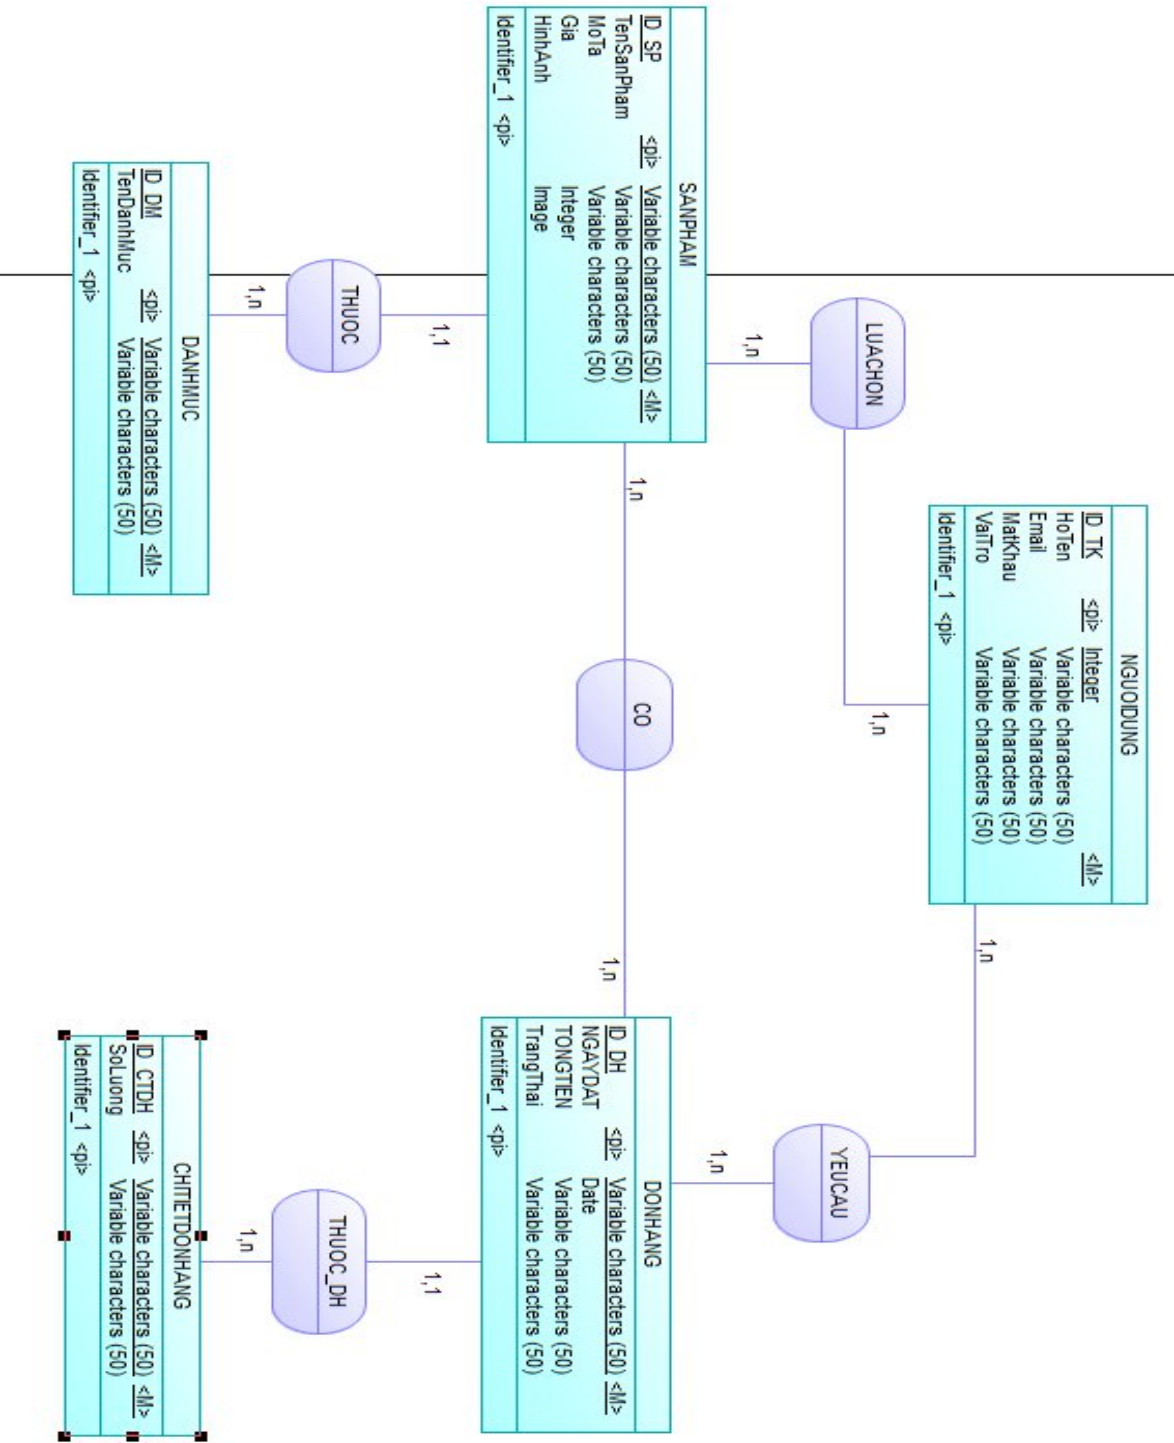 SANPHAM
ID_SP <pi> Variable characters (50) <M>
TenSanPham Variable characters (50)
MoTa Variable characters (50)
Gia Integer
HinhAnh Image
Identifier_1 <pi>
LUACHON
1,n
1,n
NGUOIDUNG
ID_TK <pi> Integer <M>
HoTen Variable characters (50)
Email Variable characters (50)
MatKhau Variable characters (50)
VaiTro Variable characters (50)
Identifier_1 <pi>
THUOC
1,1
1,n
DANHMUC
ID_DM <pi> Variable characters (50) <M>
TenDanhMuc Variable characters (50)
Identifier_1 <pi>
1,n
CO
1,n
1,n
YEUCAU
1,n
DONHANG
ID_DH <pi> Variable characters (50) <M>
NGAYDAT Date
TONGTIEN Variable characters (50)
TrangThai Variable characters (50)
Identifier_1 <pi>
1,1
THUOC_DH
1,n
CHITIETDONHANG
ID_CTDH <pi> Variable characters (50) <M>
SoLuong Variable characters (50)
Identifier_1 <pi>